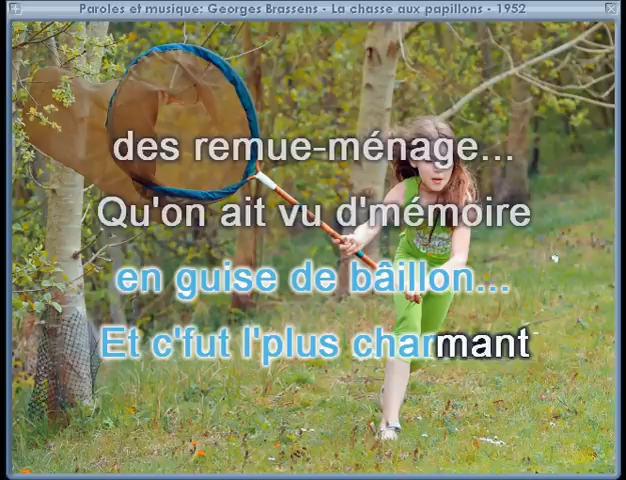 Paroles et musique: Georges Brassens - La chasse aux papillons - 1952
des remue-ménage...
Qu'on ait vu d'mémoire
en guise de bâillon...
Et c'fut l'plus charmant